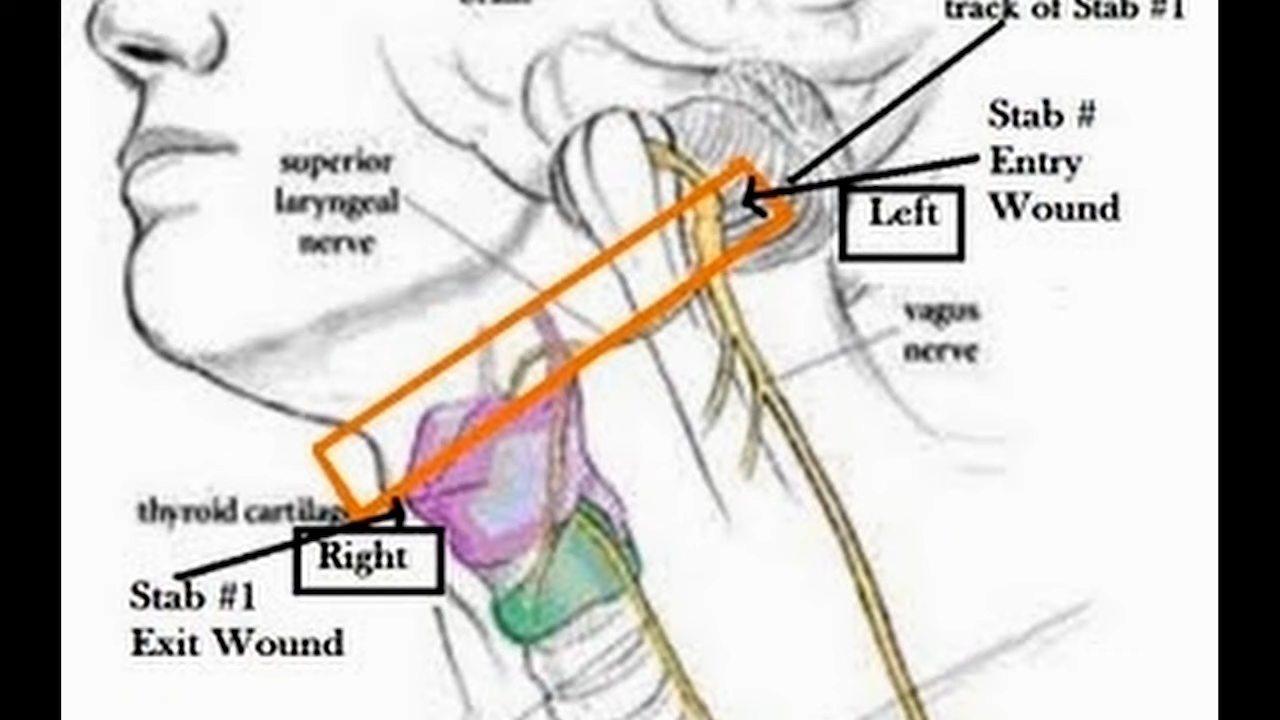 track of Stab #1
Stab #
Entry
Wound
Left
superior
laryngeal
nerve
vagus
nerve
thyroid cartilag
Right
Stab #1
Exit Wound